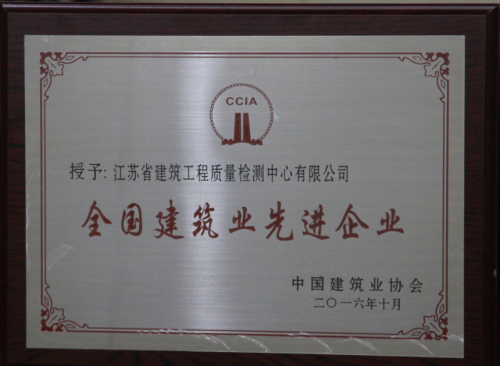 CCIA
授予:江苏省建筑工程质量检测中心有限公司
全国建筑业先进企业
中国建筑业协会
二〇一六年十月